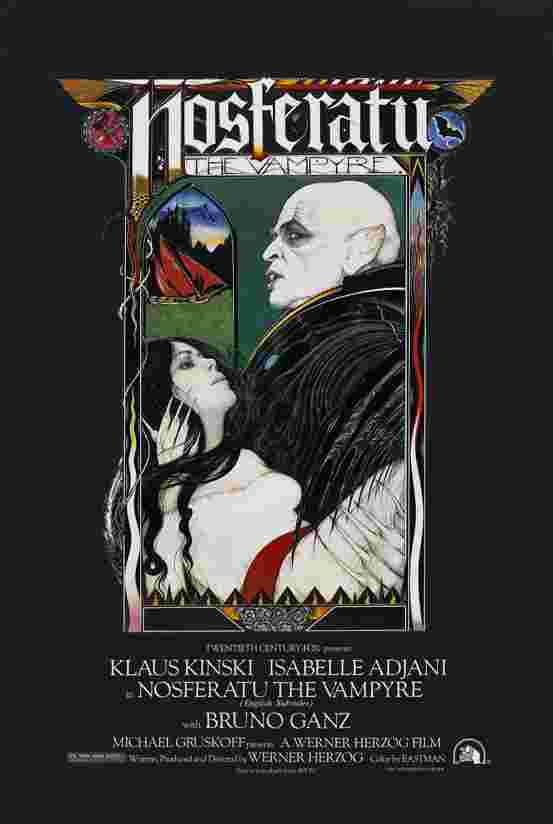 Nosferatu
THE VAMPYRE
TWENTIETH CENTURY-FOX presents
KLAUS KINSKI ISABELLE ADJANI
in NOSFERATU THE VAMPYRE
(English Subtitles)
with BRUNO GANZ
MICHAEL GRUSKOFF presents A WERNER HERZOG FILM
Written, Produced and Directed by WERNER HERZOG Color by EASTMAN